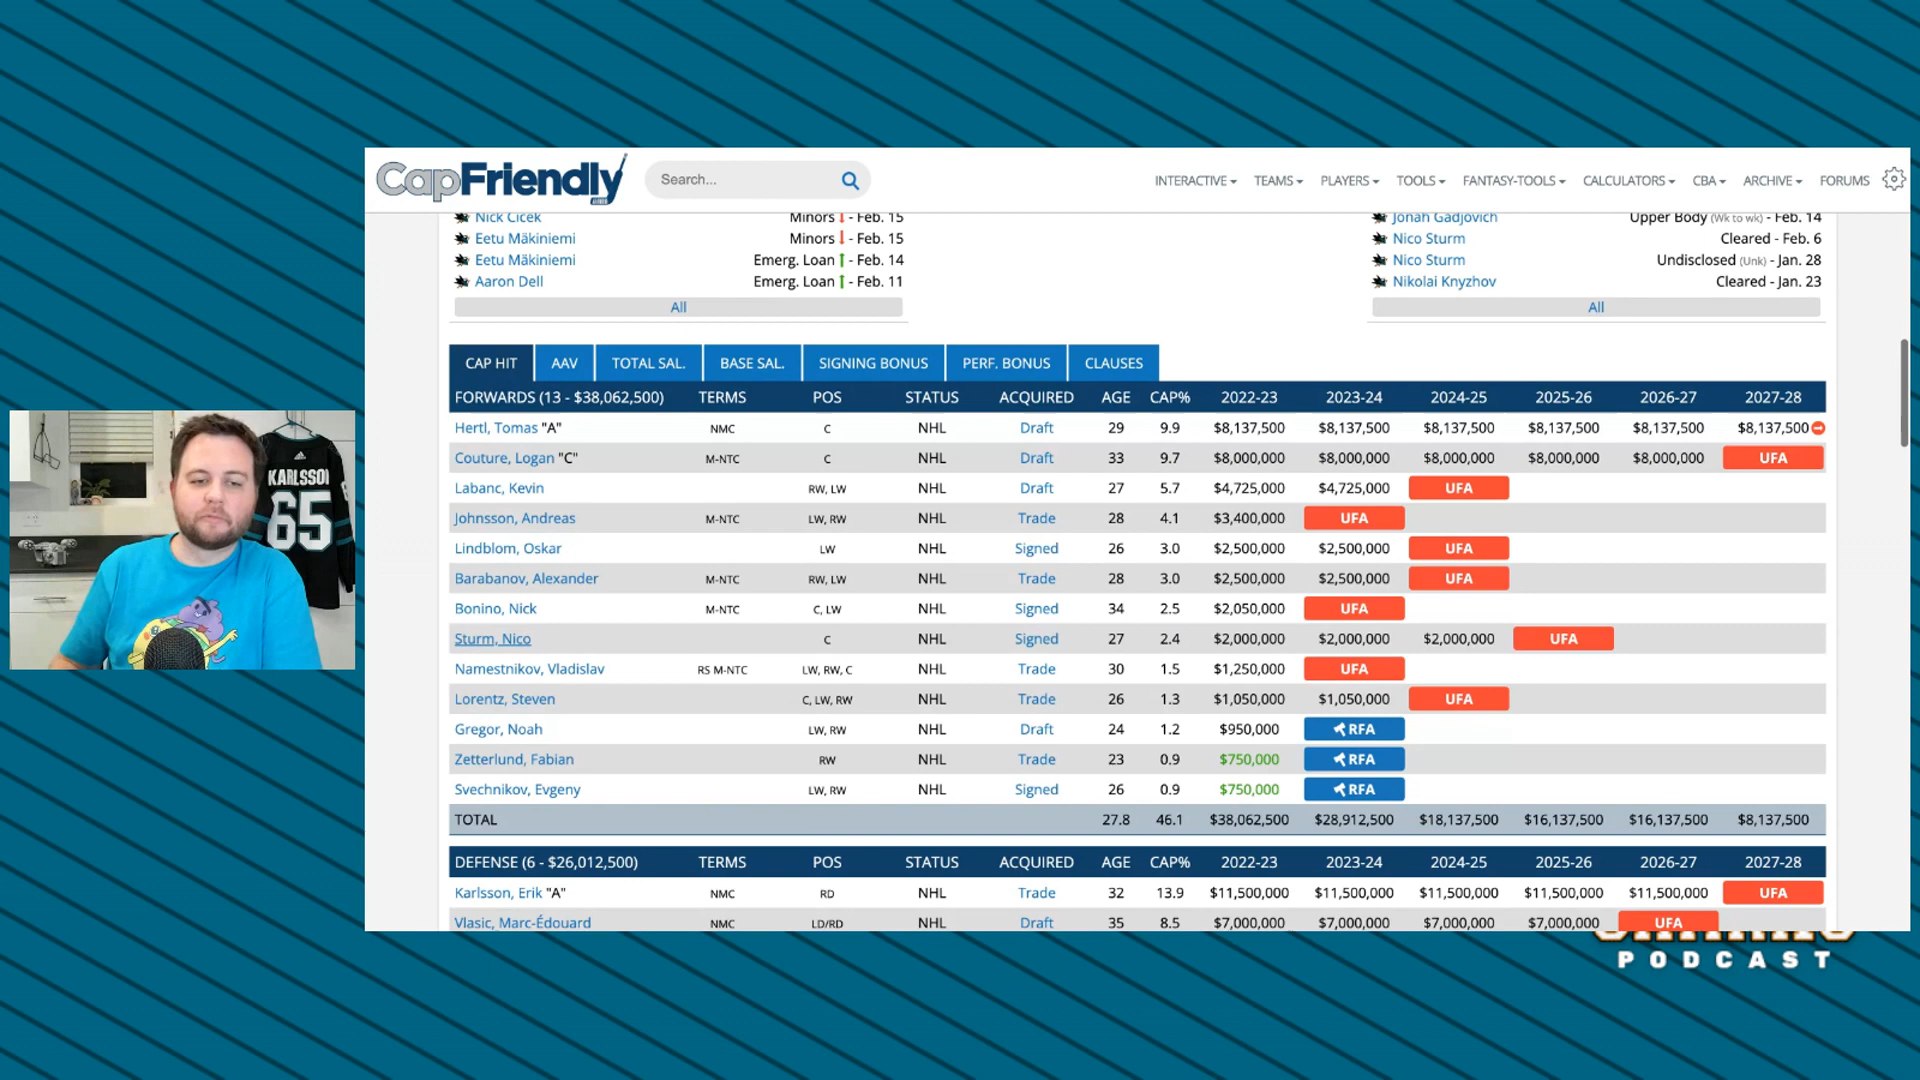 CapFriendly Search... INTERACTIVE TEAMS PLAYERS TOOLS FANTASY-TOOLS CALCULATORS CBA ARCHIVE FORUMS
Nick Cicek Minors - Feb. 15
Eetu Mäkiniemi Minors - Feb. 15
Eetu Mäkiniemi Emerg. Loan - Feb. 14
Aaron Dell Emerg. Loan - Feb. 11
All
Jonah Gadjovich Upper Body (Wk to wk) - Feb. 14
Nico Sturm Cleared - Feb. 6
Nico Sturm Undisclosed (Unk) - Jan. 28
Nikolai Knyzhov Cleared - Jan. 23
All
CAP HIT AAV TOTAL SAL. BASE SAL. SIGNING BONUS PERF. BONUS CLAUSES
FORWARDS (13 - $38,062,500) TERMS POS STATUS ACQUIRED AGE CAP% 2022-23 2023-24 2024-25 2025-26 2026-27 2027-28
Hertl, Tomas "A" NMC C NHL Draft 29 9.9 $8,137,500 $8,137,500 $8,137,500 $8,137,500 $8,137,500 $8,137,500
Couture, Logan "C" M-NTC C NHL Draft 33 9.7 $8,000,000 $8,000,000 $8,000,000 $8,000,000 $8,000,000 UFA
Labanc, Kevin RW, LW NHL Draft 27 5.7 $4,725,000 $4,725,000 UFA
Johnsson, Andreas M-NTC LW, RW NHL Trade 28 4.1 $3,400,000 UFA
Lindblom, Oskar LW NHL Signed 26 3.0 $2,500,000 $2,500,000 UFA
Barabanov, Alexander M-NTC RW, LW NHL Trade 28 3.0 $2,500,000 $2,500,000 UFA
Bonino, Nick M-NTC C, LW NHL Signed 34 2.5 $2,050,000 UFA
Sturm, Nico C NHL Signed 27 2.4 $2,000,000 $2,000,000 $2,000,000 UFA
Namestnikov, Vladislav RS M-NTC LW, RW, C NHL Trade 30 1.5 $1,250,000 UFA
Lorentz, Steven C, LW, RW NHL Trade 26 1.3 $1,050,000 $1,050,000 UFA
Gregor, Noah LW, RW NHL Draft 24 1.2 $950,000 RFA
Zetterlund, Fabian RW NHL Trade 23 0.9 $750,000 RFA
Svechnikov, Evgeny LW, RW NHL Signed 26 0.9 $750,000 RFA
TOTAL 27.8 46.1 $38,062,500 $28,912,500 $18,137,500 $16,137,500 $16,137,500 $8,137,500
DEFENSE (6 - $26,012,500) TERMS POS STATUS ACQUIRED AGE CAP% 2022-23 2023-24 2024-25 2025-26 2026-27 2027-28
Karlsson, Erik "A" NMC RD NHL Trade 32 13.9 $11,500,000 $11,500,000 $11,500,000 $11,500,000 $11,500,000 UFA
Vlasic, Marc-Édouard NMC LD/RD NHL Draft 35 8.5 $7,000,000 $7,000,000 $7,000,000 $7,000,000 UFA
KARLSSON
65
PODCAST